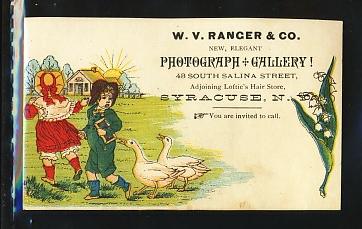 W. V. RANGER & CO.
NEW, ELEGANT
PHOTOGRAPH + GALLERY!
48 SOUTH SALINA STREET,
Adjoining Loftie's Hair Store,
SYRACUSE, N. Y.
You are invited to call.